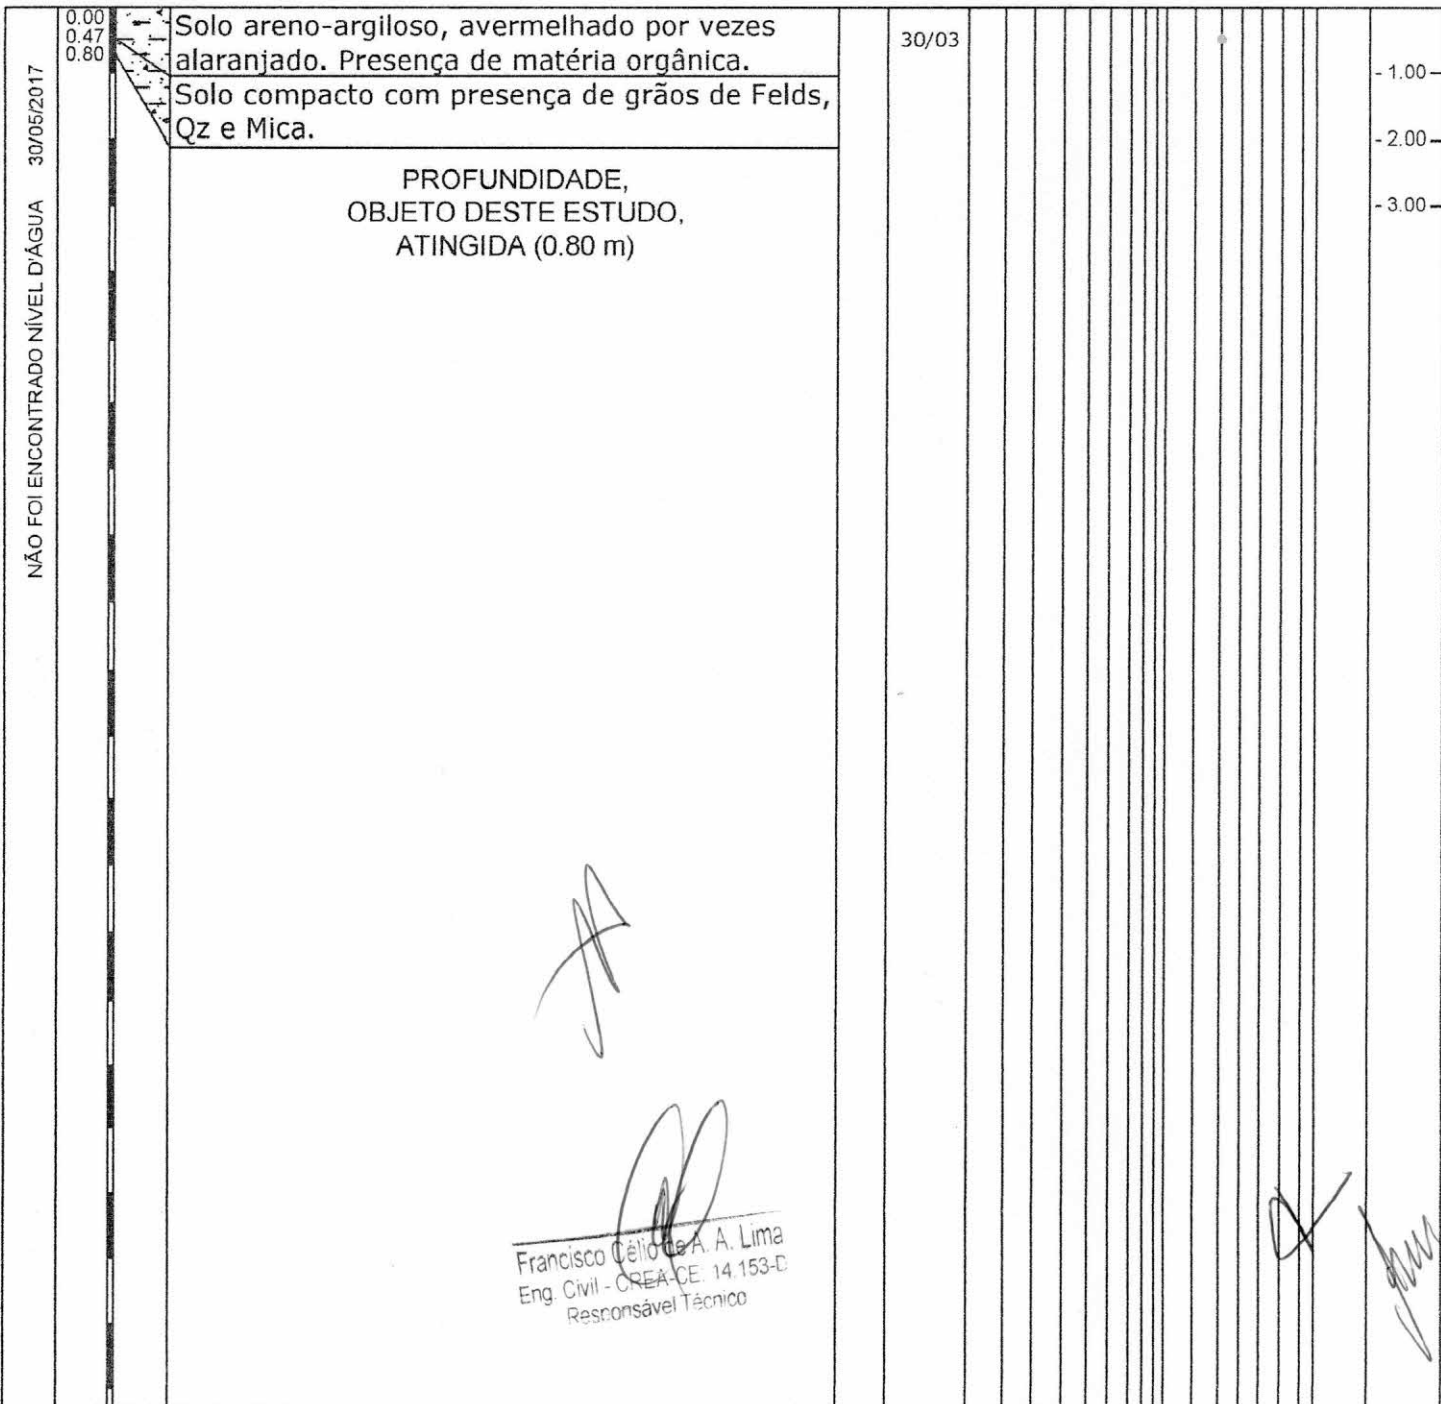 NÃO FOI ENCONTRADO NÍVEL D'ÁGUA 30/05/2017
0.00
0.47
0.80
Solo areno-argiloso, avermelhado por vezes
alaranjado. Presença de matéria orgânica.
Solo compacto com presença de grãos de Felds,
Qz e Mica.
PROFUNDIDADE,
OBJETO DESTE ESTUDO,
ATINGIDA (0.80 m)
30/03
- 1.00
- 2.00
- 3.00
Francisco Célio de A. A. Lima
Eng. Civil - CREA-CE. 14.153-D
Responsável Técnico